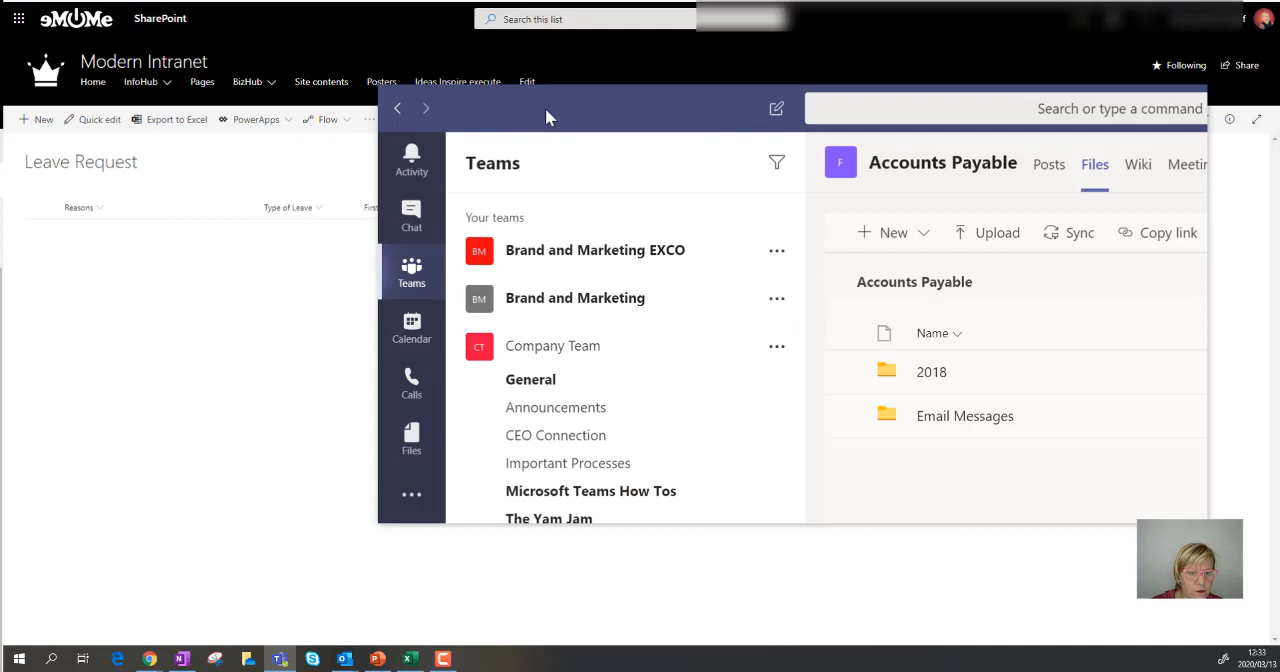 eMOMe SharePoint Search this list f
Modern Intranet
Home InfoHub Pages BizHub Site contents Posters Ideas Inspire execute Edit Following Share
New Quick edit Export to Excel PowerApps Flow ...
Leave Request
Reasons Type of Leave First
Search or type a command
Activity
Chat
Teams
Calendar
Calls
Files
...
Teams
Your teams
BM Brand and Marketing EXCO ...
BM Brand and Marketing ...
CT Company Team ...
General
Announcements
CEO Connection
Important Processes
Microsoft Teams How Tos
The Yam Jam
F Accounts Payable Posts Files Wiki Meetin
New Upload Sync Copy link
Accounts Payable
Name
2018
Email Messages
12:33
2020/03/13